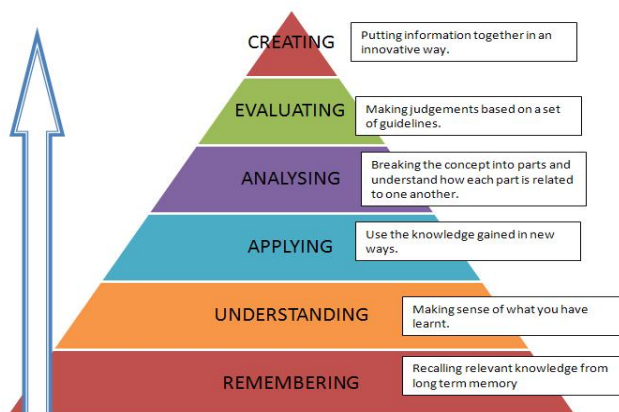 CREATING
Putting information together in an
innovative way.
EVALUATING
Making judgements based on a set
of guidelines.
ANALYSING
Breaking the concept into parts and
understand how each part is related
to one another.
APPLYING
Use the knowledge gained in new
ways.
UNDERSTANDING
Making sense of what you have
learnt.
REMEMBERING
Recalling relevant knowledge from
long term memory